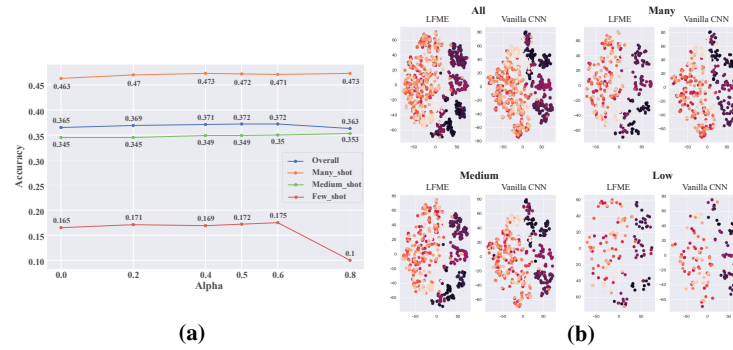 All
LFME
Vanilla CNN
Many
LFME
Vanilla CNN
Accuracy
0.45
0.40
0.35
0.30
0.25
0.20
0.15
0.10
0.463
0.47
0.473
0.472
0.471
0.473
0.365
0.369
0.371
0.372
0.372
0.363
0.345
0.345
0.349
0.349
0.35
0.353
Overall
Many_shot
Medium_shot
Few_shot
0.165
0.171
0.169
0.172
0.175
0.1
0.0
0.2
0.4
0.5
0.6
0.8
Alpha
(a)
Medium
LFME
Vanilla CNN
Low
LFME
Vanilla CNN
(b)